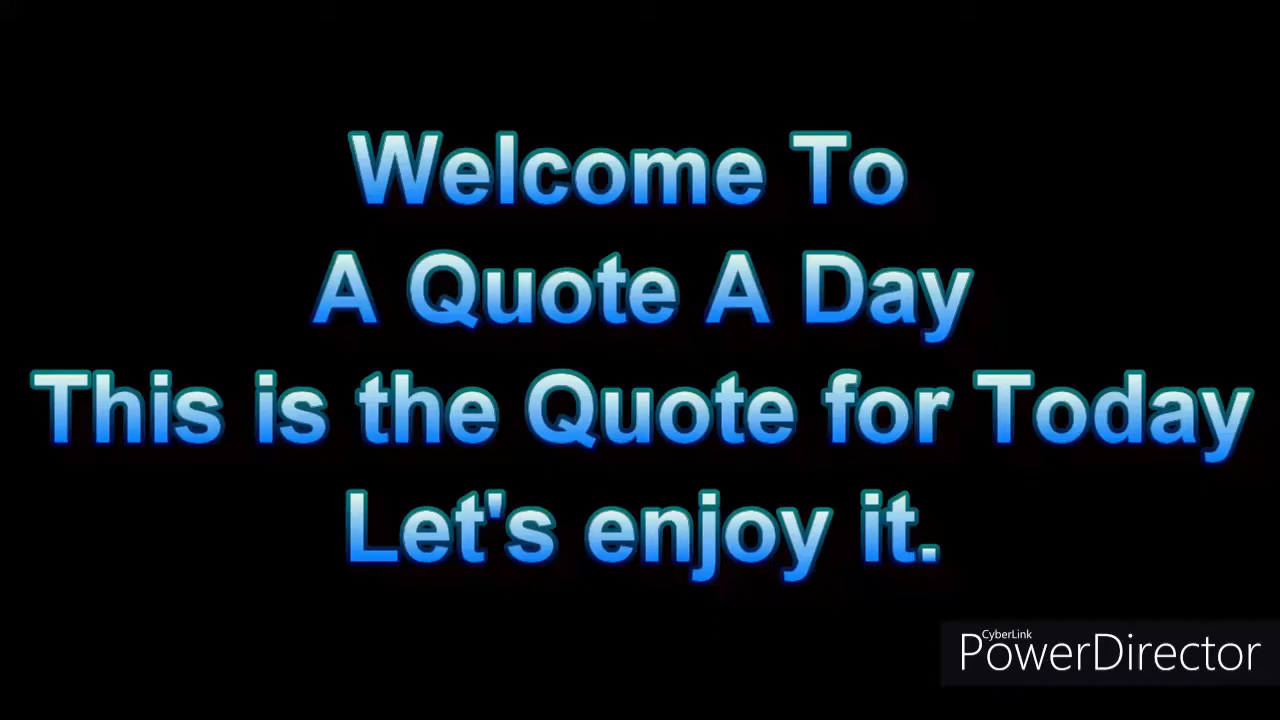 Welcome To
A Quote A Day
This is the Quote for Today
Let's enjoy it.
CyberLink
PowerDirector